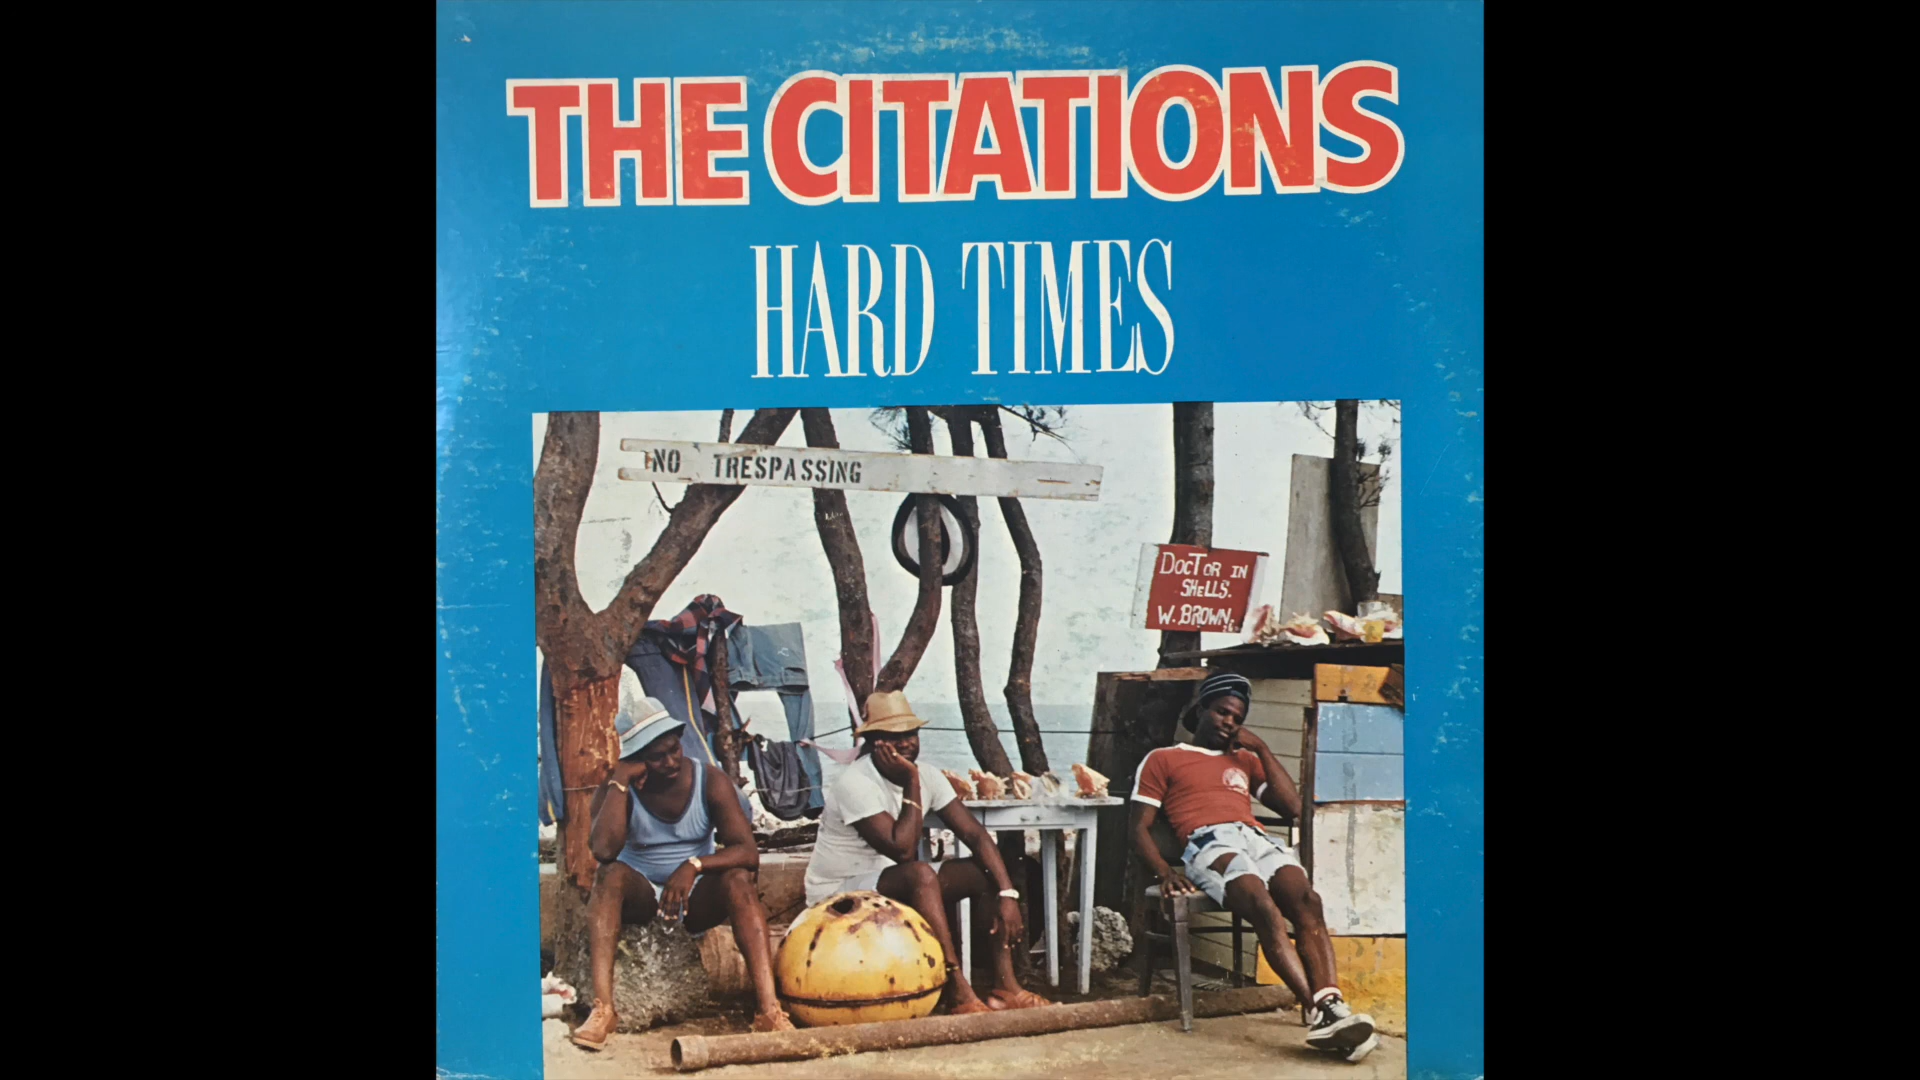 THE CITATIONS
HARD TIMES
NO TRESPASSING
DOCTOR IN
SHELLS.
W. BROWN.